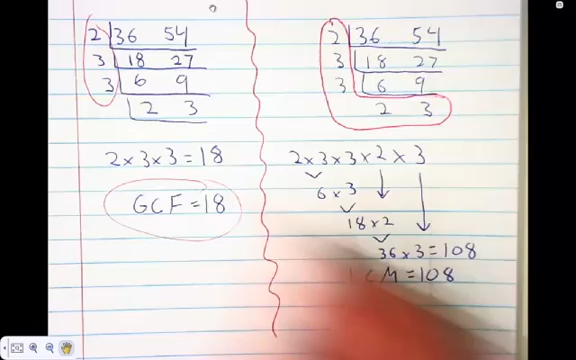 2 36 54
3 18 27
3 6 9
2 3
2×3×3=18
GCF=18
2 36 54
3 18 27
3 6 9
2 3
2×3×3×2×3
6×3
18×2
36×3=108
M=108